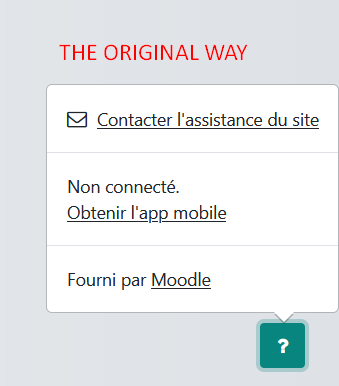 THE ORIGINAL WAY
Contacter l'assistance du site
Non connecté.
Obtenir l'app mobile
Fourni par Moodle
?